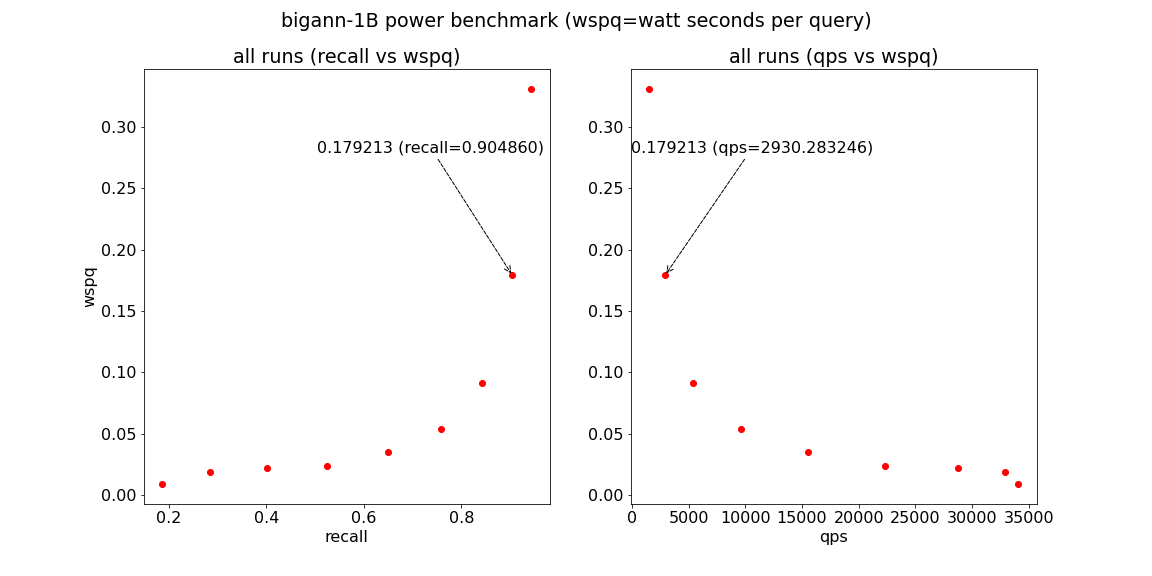 bigann-1B power benchmark (wspq=watt seconds per query)
all runs (recall vs wspq)
0.30
0.25
0.20
0.15
0.10
0.05
0.00
wspq
0.179213 (recall=0.904860)
0.2 0.4 0.6 0.8
recall
all runs (qps vs wspq)
0.30
0.25
0.20
0.15
0.10
0.05
0.00
0.179213 (qps=2930.283246)
0 5000 10000 15000 20000 25000 30000 35000
qps